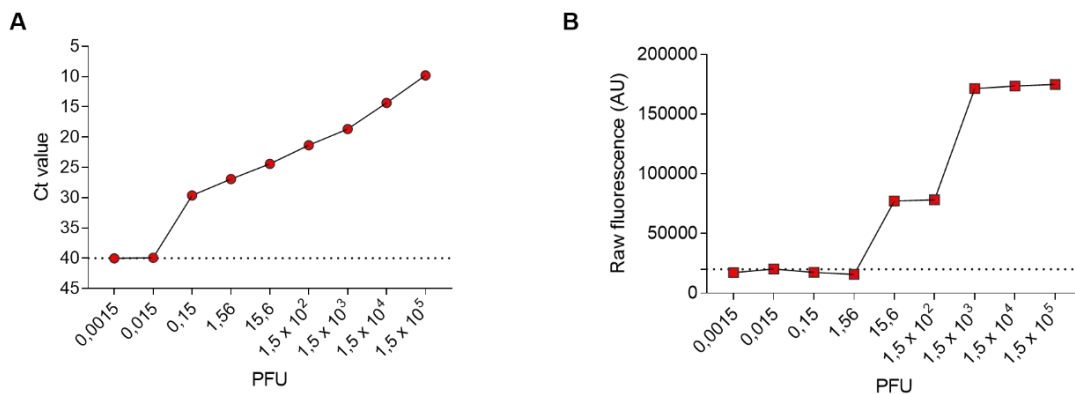 A
5
10
15
20
25
30
35
40
45
Ct value
0,0015
0,015
0,15
1,56
15,6
1,5 x 10²
1,5 x 10³
1,5 x 10⁴
1,5 x 10⁵
PFU
B
200000
150000
100000
50000
0
Raw fluorescence (AU)
0,0015
0,015
0,15
1,56
15,6
1,5 x 10²
1,5 x 10³
1,5 x 10⁴
1,5 x 10⁵
PFU